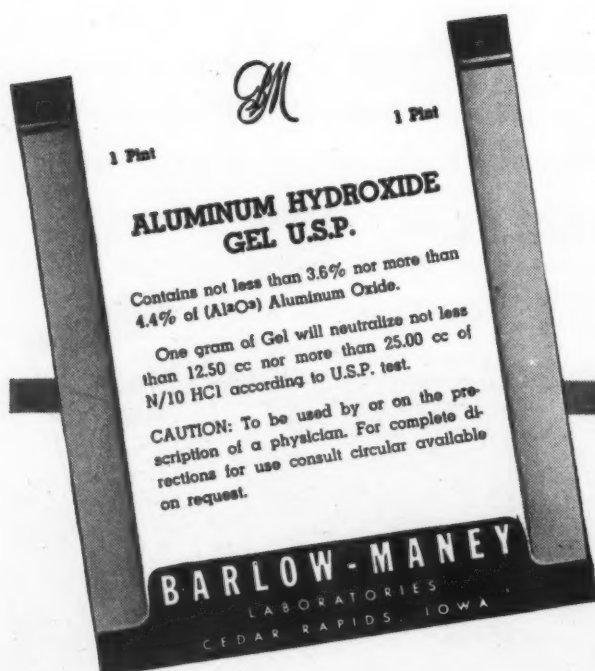 BM
1 Pint 1 Pint
ALUMINUM HYDROXIDE
GEL U.S.P.
Contains not less than 3.6% nor more than
4.4% of (Al2O3) Aluminum Oxide.
One gram of Gel will neutralize not less
than 12.50 cc nor more than 25.00 cc of
N/10 HCl according to U.S.P. test.
CAUTION: To be used by or on the pre-
scription of a physician. For complete di-
rections for use consult circular available
on request.
BARLOW-MANEY
LABORATORIES
CEDAR RAPIDS, IOWA